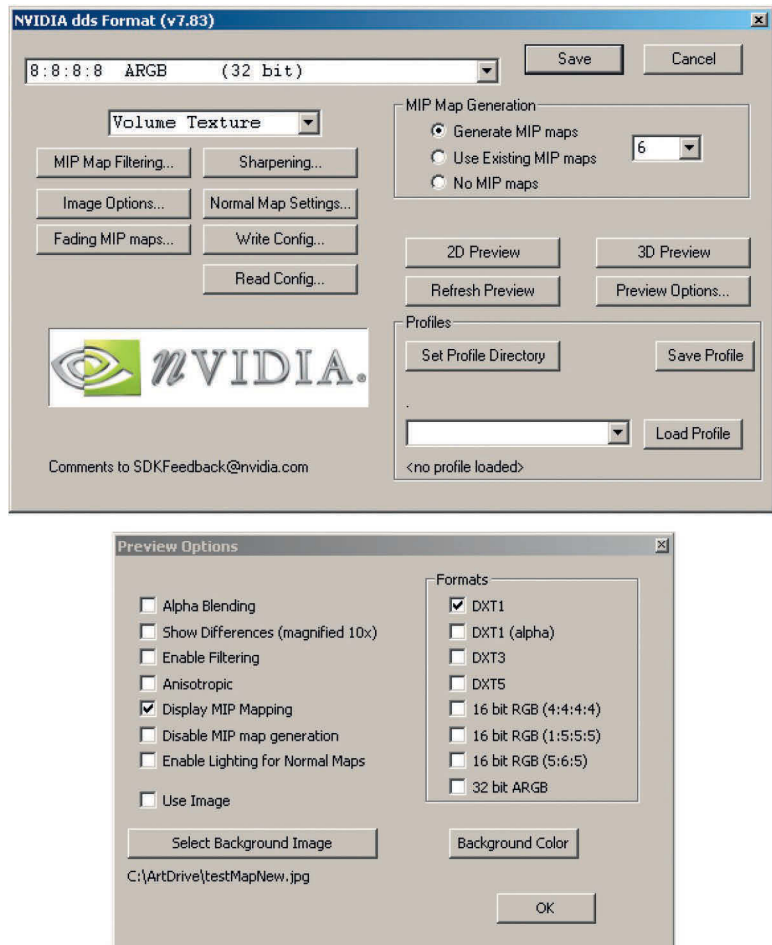 NVIDIA dds Format (v7.83)
8:8:8:8 ARGB (32 bit)
Save
Cancel
Volume Texture
MIP Map Filtering...
Sharpening...
Image Options...
Normal Map Settings...
Fading MIP maps...
Write Config...
Read Config...
MIP Map Generation
Generate MIP maps
Use Existing MIP maps
No MIP maps
6
2D Preview
3D Preview
Refresh Preview
Preview Options...
nVIDIA.
Comments to SDKFeedback@nvidia.com
Profiles
Set Profile Directory
Save Profile
.
Load Profile
<no profile loaded>
Preview Options
Alpha Blending
Show Differences (magnified 10x)
Enable Filtering
Anisotropic
Display MIP Mapping
Disable MIP map generation
Enable Lighting for Normal Maps
Use Image
Select Background Image
C:\ArtDrive\testMapNew.jpg
Formats
DXT1
DXT1 (alpha)
DXT3
DXT5
16 bit RGB (4:4:4:4)
16 bit RGB (1:5:5:5)
16 bit RGB (5:6:5)
32 bit ARGB
Background Color
OK